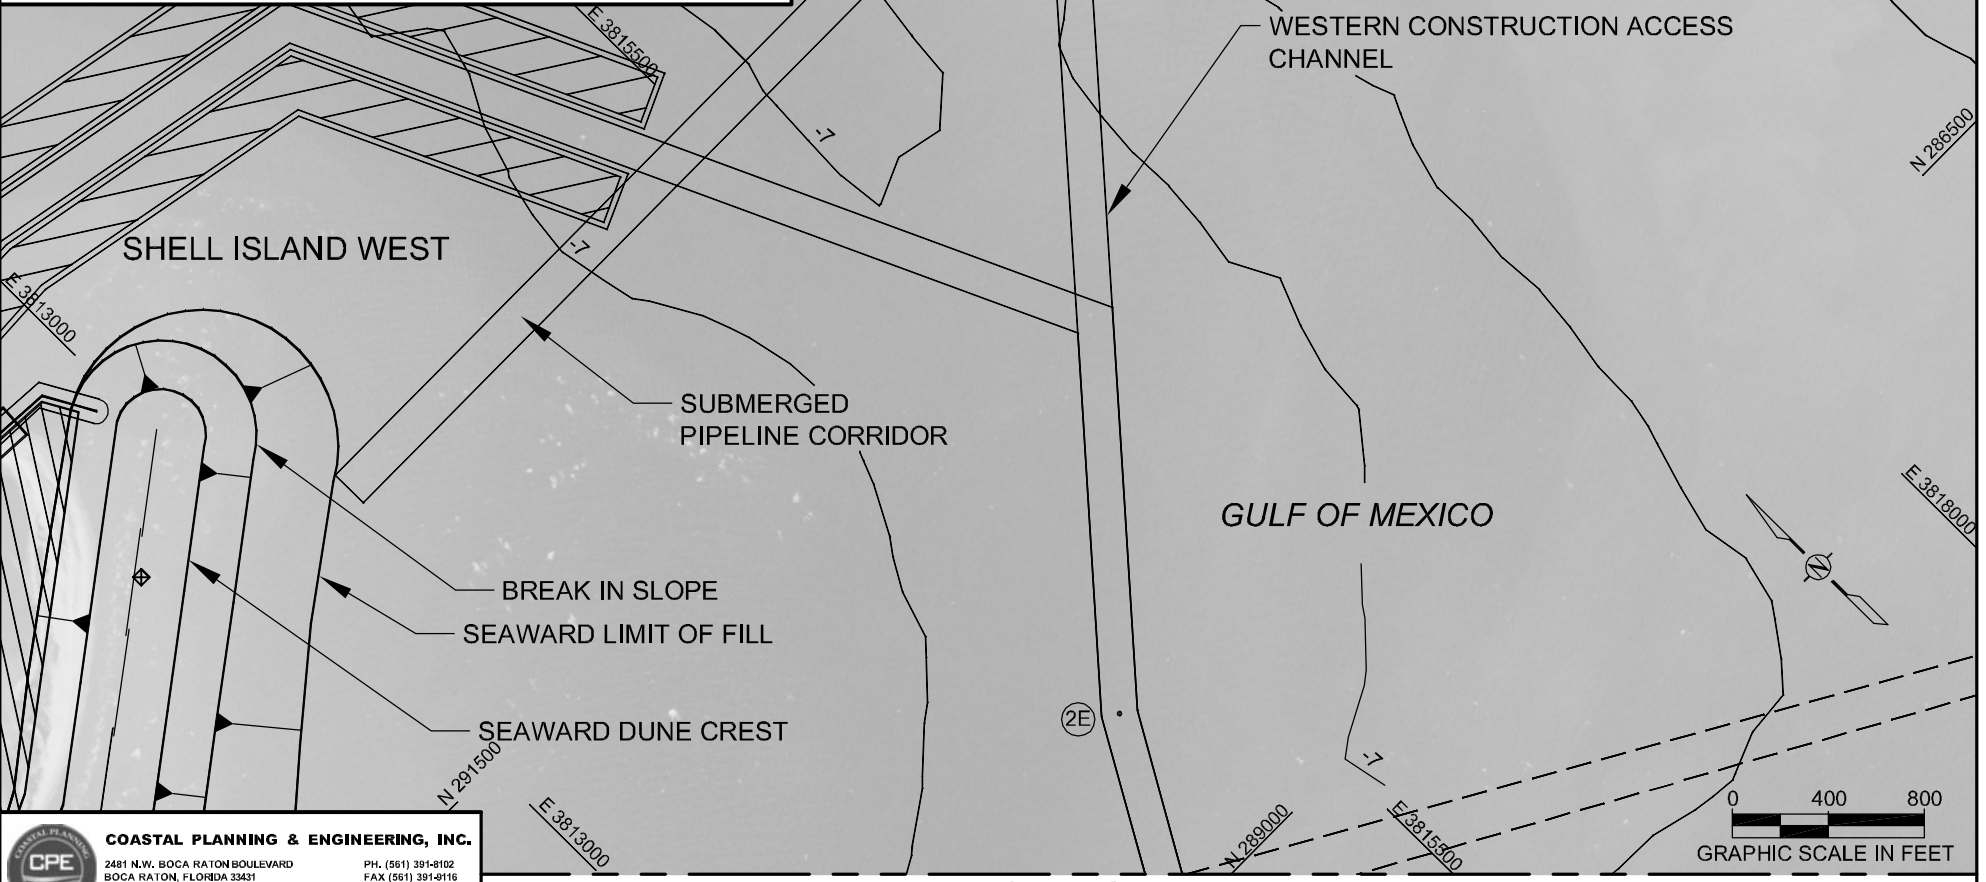 E 3815500
WESTERN CONSTRUCTION ACCESS
CHANNEL
-7
N 286500
SHELL ISLAND WEST
-7
E 3813000
SUBMERGED
PIPELINE CORRIDOR
GULF OF MEXICO
E 3818000
N
BREAK IN SLOPE
SEAWARD LIMIT OF FILL
2E
SEAWARD DUNE CREST
-7
N 291500
E 3813000
N 289000
E 3815500
0 400 800
GRAPHIC SCALE IN FEET
COASTAL PLANNING
CPE
COASTAL PLANNING & ENGINEERING, INC.
2481 N.W. BOCA RATON BOULEVARD
BOCA RATON, FLORIDA 33431
PH. (561) 391-8102
FAX (561) 391-9116